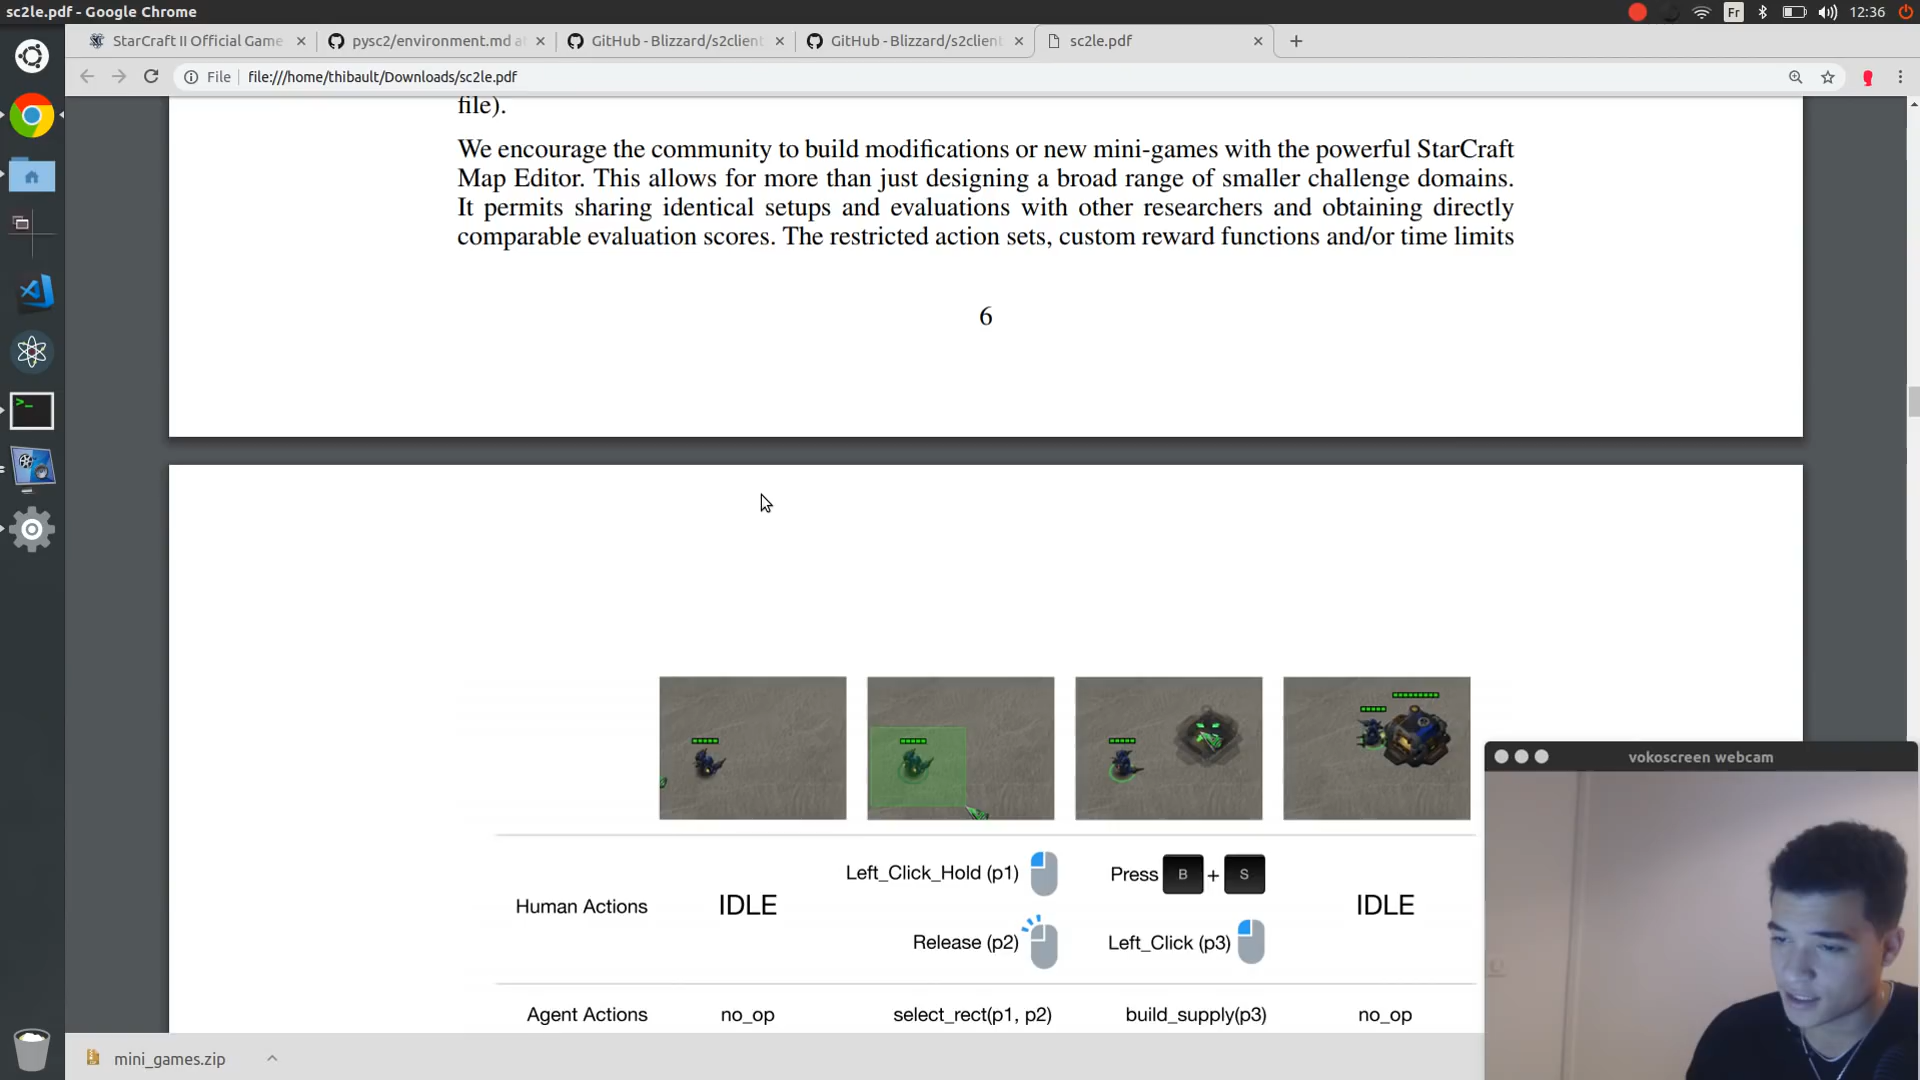 sc2le.pdf - Google Chrome
Fr
12:36
StarCraft II Official Game
pysc2/environment.md at
GitHub - Blizzard/s2client
GitHub - Blizzard/s2client
sc2le.pdf
File
file:///home/thibault/Downloads/sc2le.pdf
file).
We encourage the community to build modifications or new mini-games with the powerful StarCraft
Map Editor. This allows for more than just designing a broad range of smaller challenge domains.
It permits sharing identical setups and evaluations with other researchers and obtaining directly
comparable evaluation scores. The restricted action sets, custom reward functions and/or time limits
6
Human Actions
IDLE
Left_Click_Hold (p1)
Release (p2)
Press B + S
Left_Click (p3)
IDLE
Agent Actions
no_op
select_rect(p1, p2)
build_supply(p3)
no_op
vokoscreen webcam
mini_games.zip